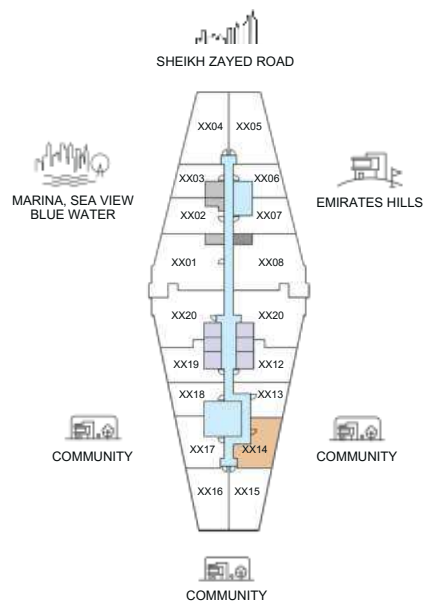 SHEIKH ZAYED ROAD
XX04
XX05
XX03
XX06
MARINA, SEA VIEW
BLUE WATER
EMIRATES HILLS
XX02
XX07
XX01
XX08
XX20
XX20
XX19
XX12
XX18
XX13
COMMUNITY
COMMUNITY
XX17
XX14
XX16
XX15
COMMUNITY